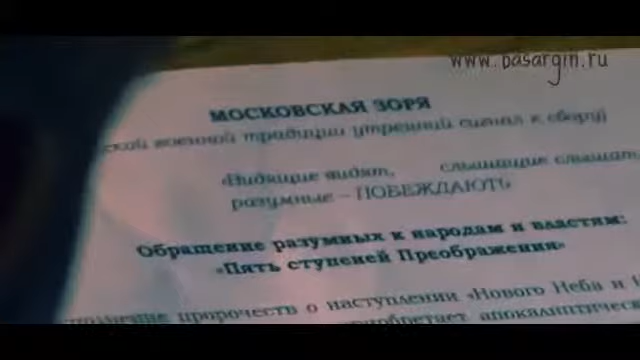 www.pasargin.ru
МОСКОВСКАЯ ЗОРЯ
ской военной традиции утренний сигнал к сбору)
«Видящие видят, слышащие слышат,
разумные – ПОБЕЖДАЮТ»
Обращение разумных к народам и властям:
«Пять ступеней Преображения»
пророчеств о наступлении «Нового Неба и
приобретает апокалиптическ